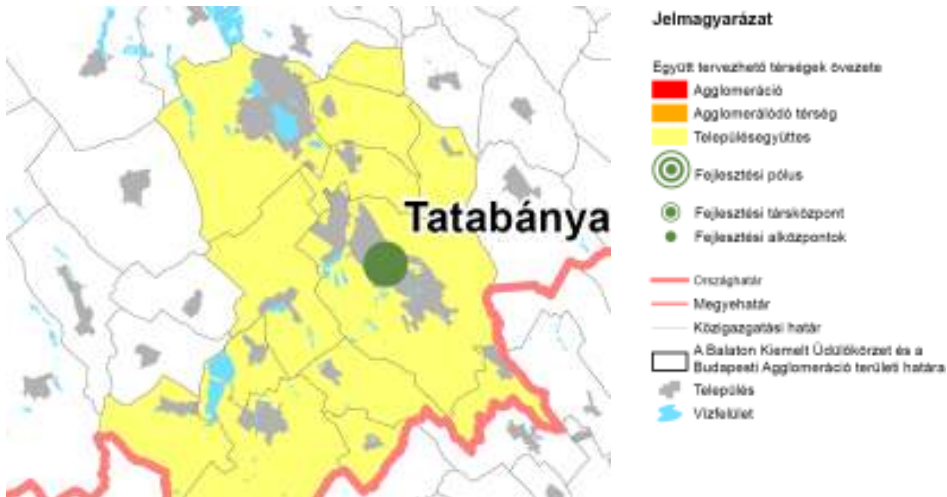 Tatabánya
Jelmagyarázat
Együtt tervezhető térségek övezete
Agglomeráció
Agglomerálódó térség
Településegyüttes
Fejlesztési pólus
Fejlesztési társközpont
Fejlesztési alközpontok
Országhatár
Megyehatár
Közigazgatási határ
A Balaton Kiemelt Üdülőkörzet és a
Budapesti Agglomeráció területi határa
Település
Vízfelület